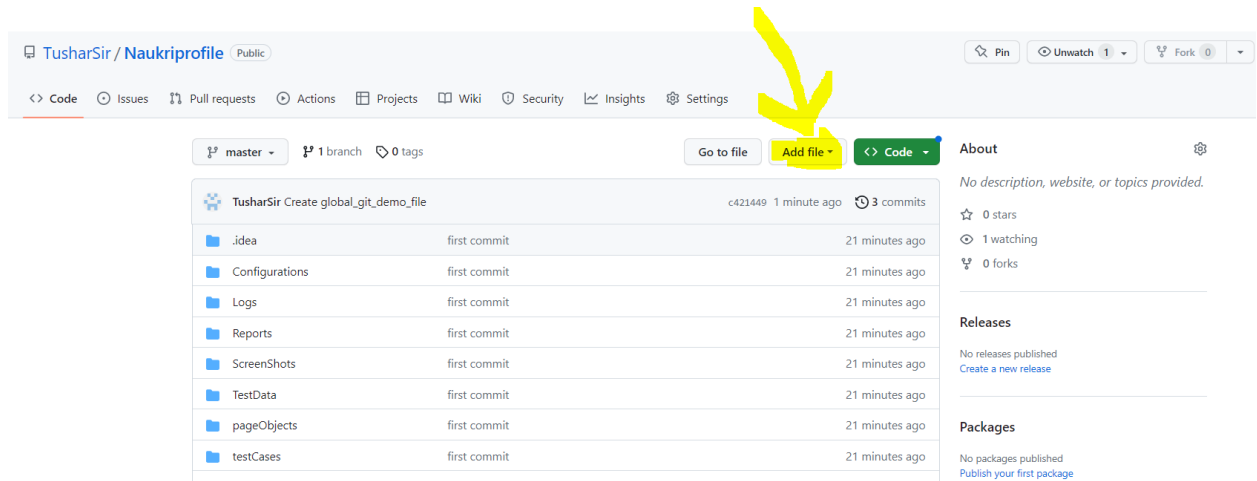 TusharSir / Naukriprofile Public
Pin Unwatch 1 Fork 0
Code Issues Pull requests Actions Projects Wiki Security Insights Settings
master 1 branch 0 tags Go to file Add file Code
TusharSir Create global_git_demo_file c421449 1 minute ago 3 commits
.idea first commit 21 minutes ago
Configurations first commit 21 minutes ago
Logs first commit 21 minutes ago
Reports first commit 21 minutes ago
ScreenShots first commit 21 minutes ago
TestData first commit 21 minutes ago
pageObjects first commit 21 minutes ago
testCases first commit 21 minutes ago
About
No description, website, or topics provided.
0 stars
1 watching
0 forks
Releases
No releases published
Create a new release
Packages
No packages published
Publish your first package